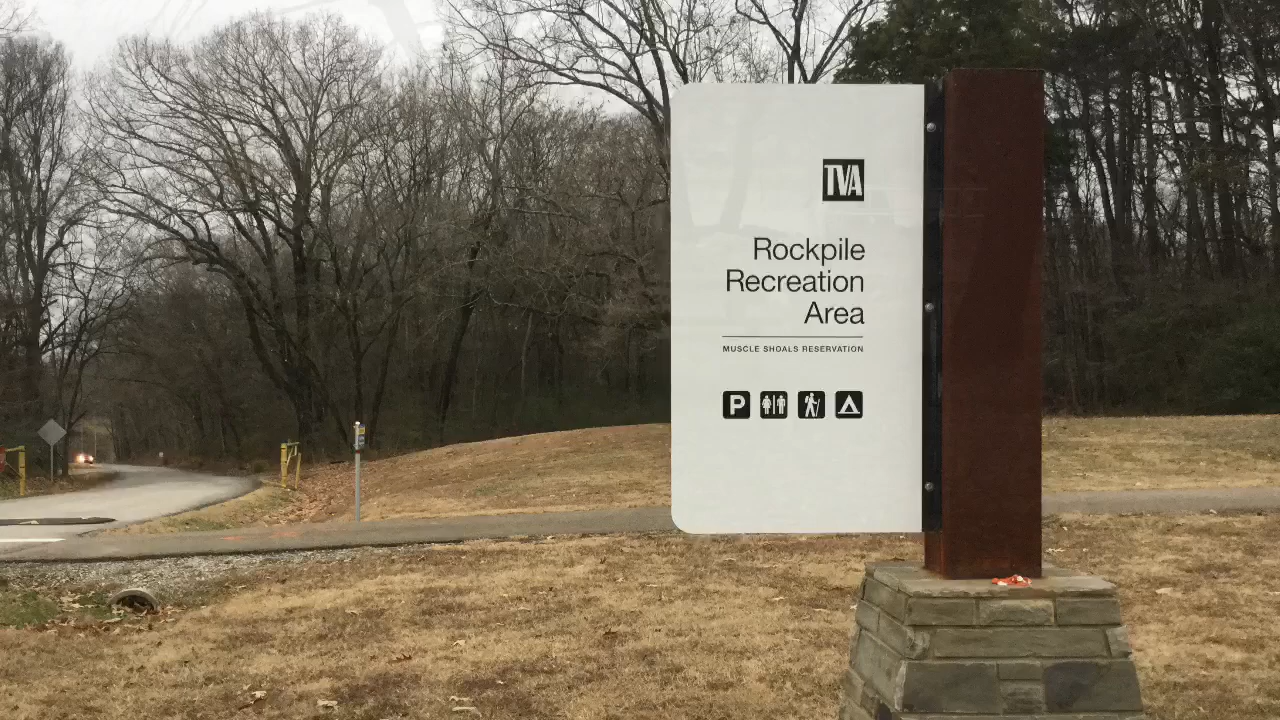 TVA
Rockpile
Recreation
Area
MUSCLE SHOALS RESERVATION
P